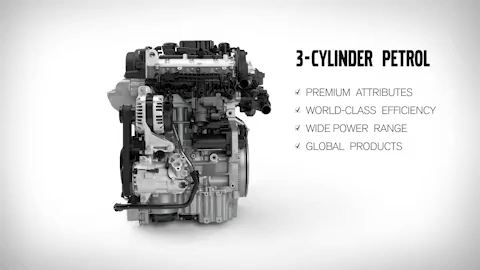 3-CYLINDER PETROL
PREMIUM ATTRIBUTES
WORLD-CLASS EFFICIENCY
WIDE POWER RANGE
GLOBAL PRODUCTS